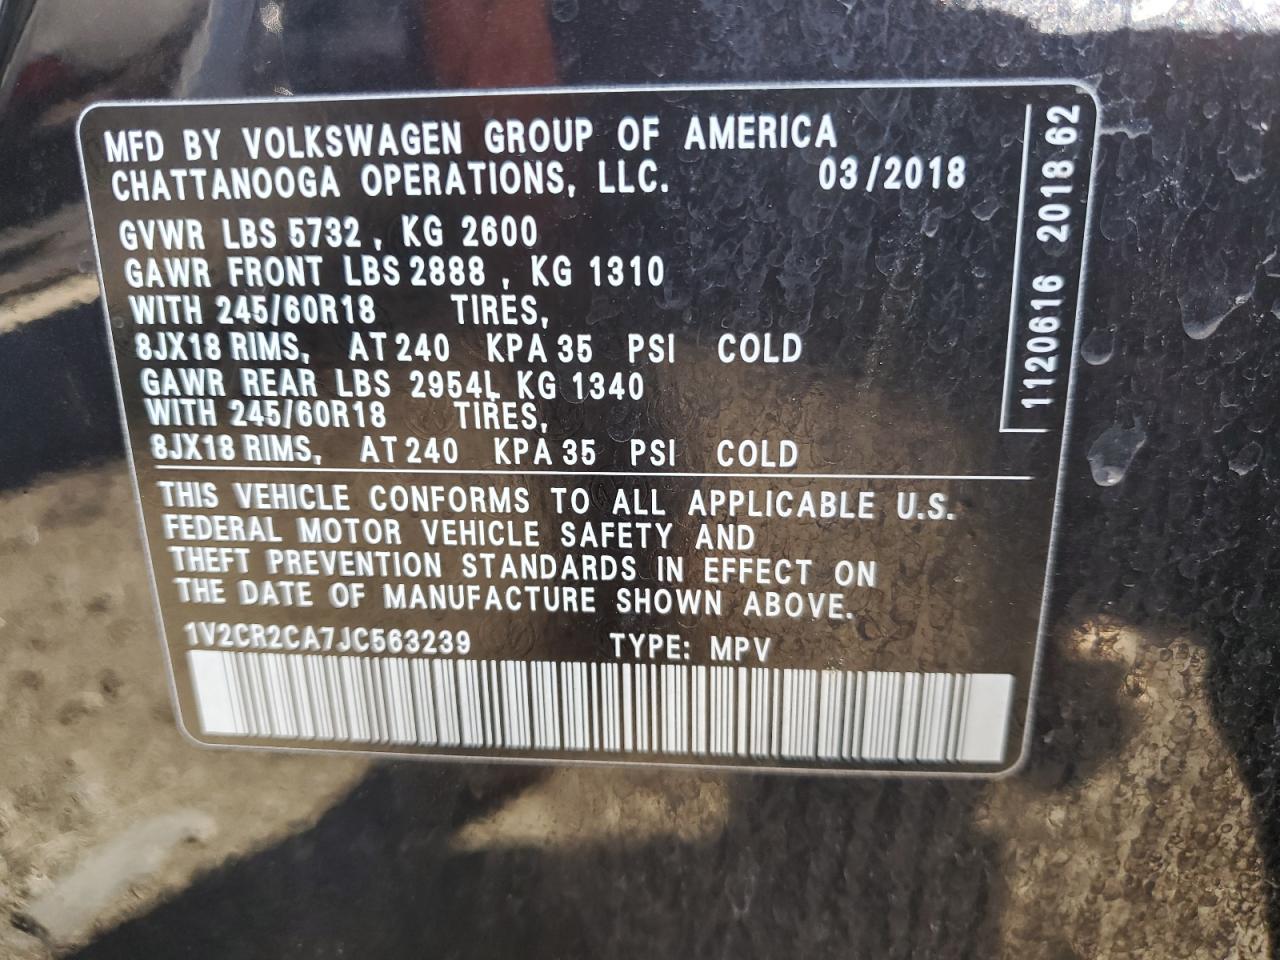 MFD BY VOLKSWAGEN GROUP OF AMERICA
CHATTANOOGA OPERATIONS, LLC. 03/2018
GVWR LBS 5732 , KG 2600
GAWR FRONT LBS 2888 , KG 1310
WITH 245/60R18 TIRES,
8JX18 RIMS, AT 240 KPA 35 PSI COLD
GAWR REAR LBS 2954L KG 1340
WITH 245/60R18 TIRES,
8JX18 RIMS, AT 240 KPA 35 PSI COLD
THIS VEHICLE CONFORMS TO ALL APPLICABLE U.S.
FEDERAL MOTOR VEHICLE SAFETY AND
THEFT PREVENTION STANDARDS IN EFFECT ON
THE DATE OF MANUFACTURE SHOWN ABOVE.
1V2CR2CA7JC563239 TYPE: MPV
1120616 2018 62